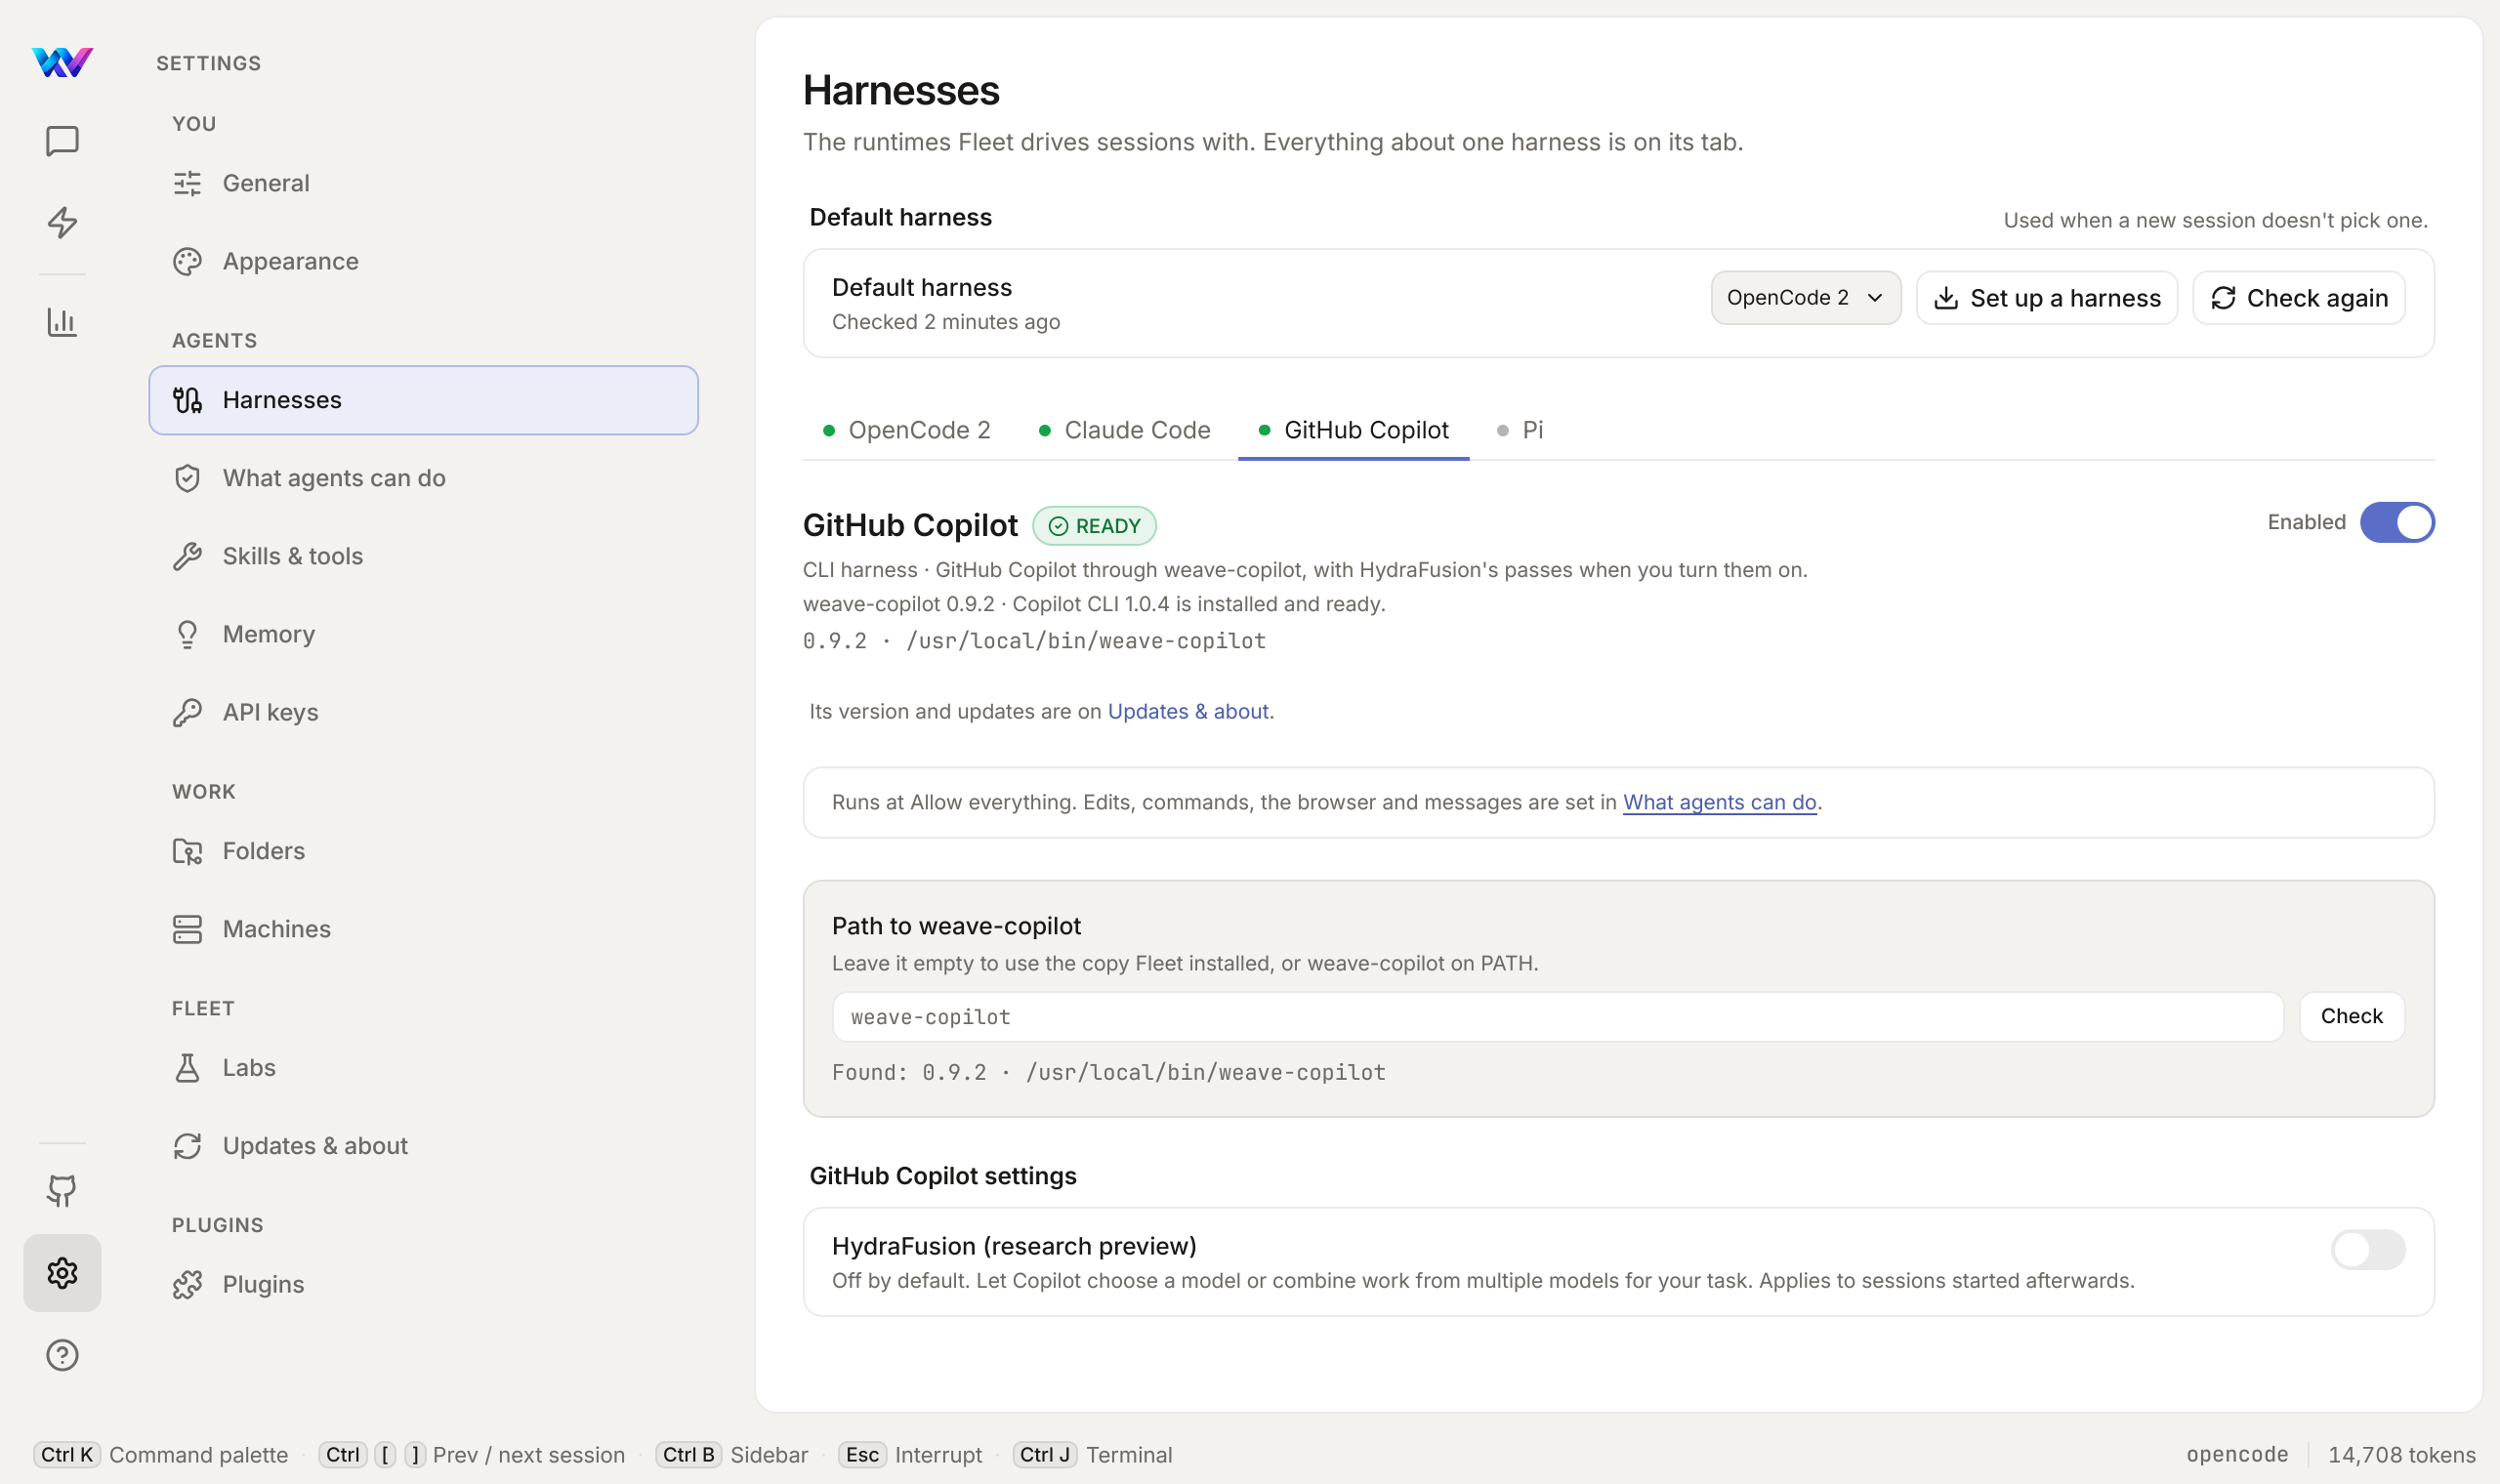 SETTINGS
YOU
General
Appearance
AGENTS
Harnesses
What agents can do
Skills & tools
Memory
API keys
WORK
Folders
Machines
FLEET
Labs
Updates & about
PLUGINS
Plugins
Harnesses
The runtimes Fleet drives sessions with. Everything about one harness is on its tab.
Default harness
Used when a new session doesn't pick one.
Default harness
Checked 2 minutes ago
OpenCode 2
Set up a harness
Check again
OpenCode 2
Claude Code
GitHub Copilot
Pi
GitHub Copilot
READY
Enabled
CLI harness · GitHub Copilot through weave-copilot, with HydraFusion's passes when you turn them on.
weave-copilot 0.9.2 · Copilot CLI 1.0.4 is installed and ready.
0.9.2 · /usr/local/bin/weave-copilot
Its version and updates are on Updates & about.
Runs at Allow everything. Edits, commands, the browser and messages are set in What agents can do.
Path to weave-copilot
Leave it empty to use the copy Fleet installed, or weave-copilot on PATH.
weave-copilot
Check
Found: 0.9.2 · /usr/local/bin/weave-copilot
GitHub Copilot settings
HydraFusion (research preview)
Off by default. Let Copilot choose a model or combine work from multiple models for your task. Applies to sessions started afterwards.
Ctrl K Command palette · Ctrl [ ] Prev / next session · Ctrl B Sidebar · Esc Interrupt · Ctrl J Terminal
opencode
14,708 tokens